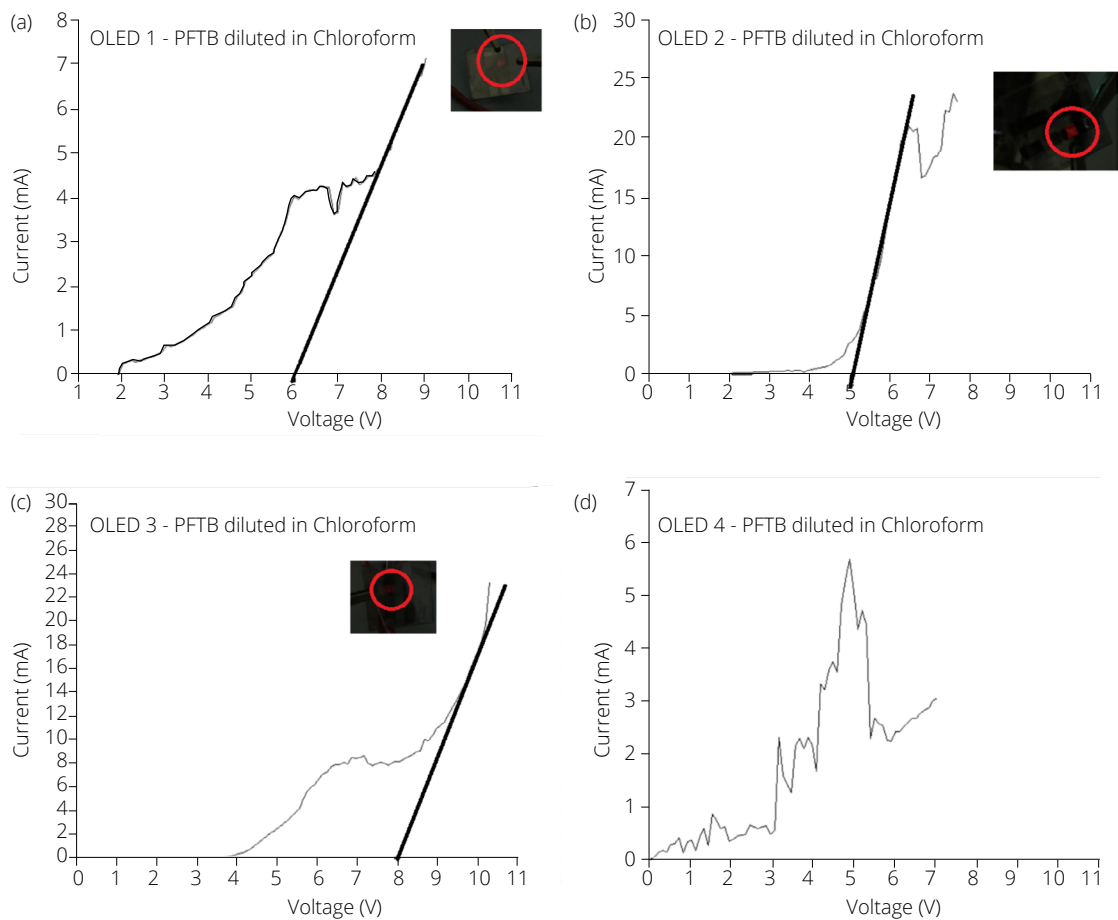 (a)
OLED 1 - PFTB diluted in Chloroform
8
7
6
5
4
3
2
1
0
Current (mA)
1 2 3 4 5 6 7 8 9 10 11
Voltage (V)
(b)
OLED 2 - PFTB diluted in Chloroform
30
25
20
15
10
5
0
Current (mA)
0 1 2 3 4 5 6 7 8 9 10 11
Voltage (V)
(c)
OLED 3 - PFTB diluted in Chloroform
30
28
26
24
22
20
18
16
14
12
10
8
6
4
2
0
Current (mA)
0 1 2 3 4 5 6 7 8 9 10 11
Voltage (V)
(d)
OLED 4 - PFTB diluted in Chloroform
7
6
5
4
3
2
1
0
Current (mA)
0 1 2 3 4 5 6 7 8 9 10 11
Voltage (V)